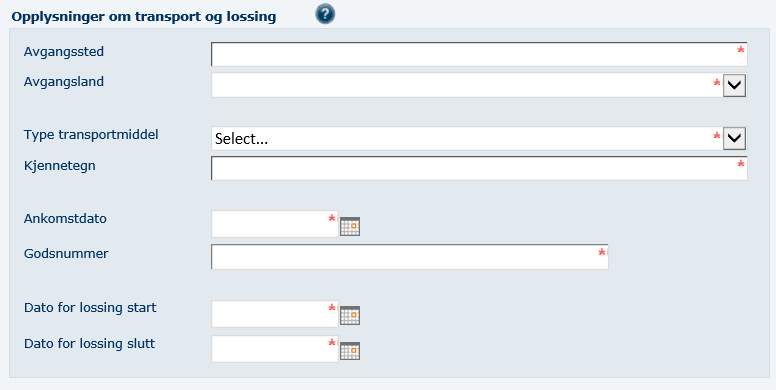 Opplysninger om transport og lossing ?
Avgangssted *
Avgangsland *
Type transportmiddel Select... *
Kjennetegn *
Ankomstdato *
Godsnummer *
Dato for lossing start *
Dato for lossing slutt *